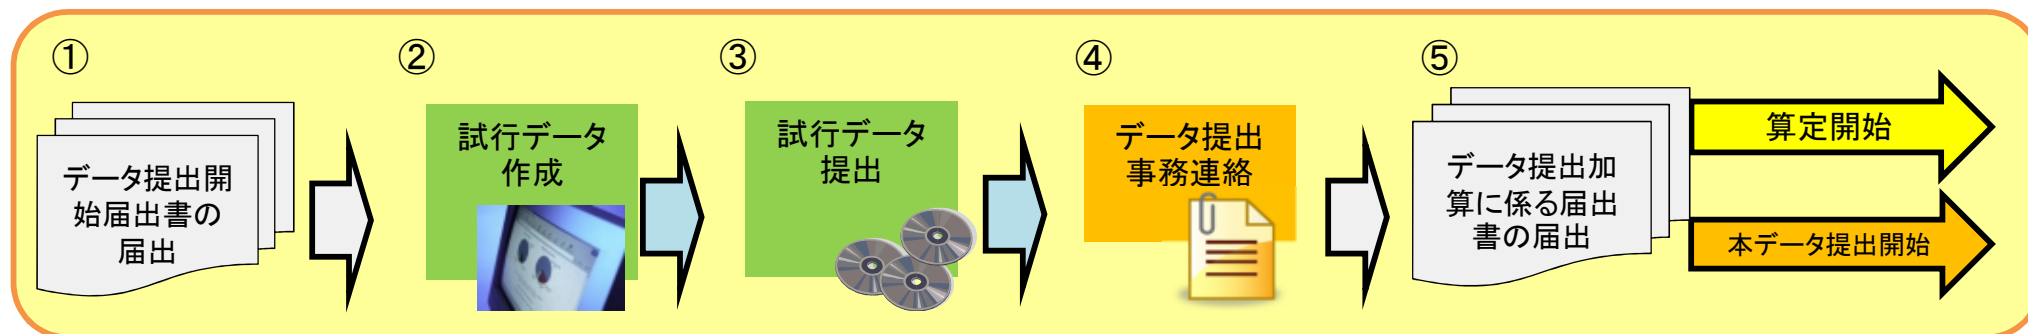 ①
データ提出開
始届出書の
届出
②
試行データ
作成
③
試行データ
提出
④
データ提出
事務連絡
⑤
データ提出加
算に係る届出
書の届出
算定開始
本データ提出開始